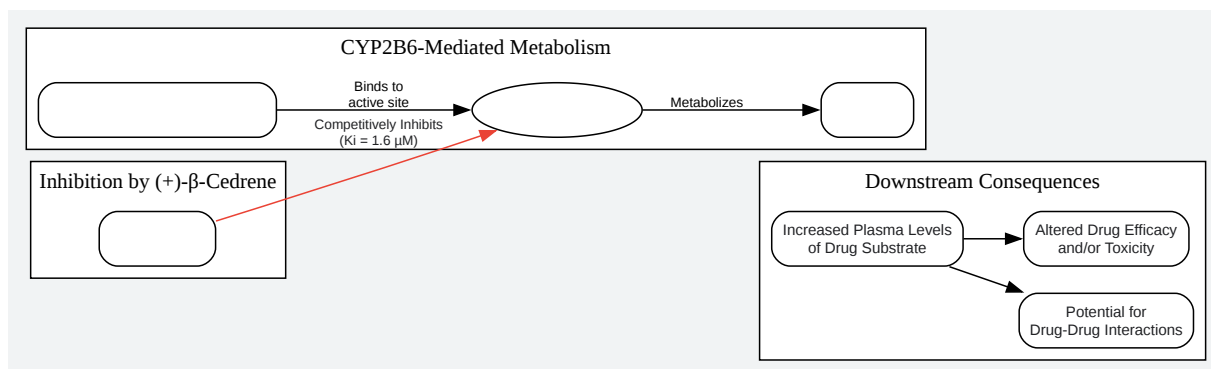 CYP2B6-Mediated Metabolism
Binds to
active site
Metabolizes
Competitively Inhibits
(Ki = 1.6 µM)
Inhibition by (+)-β-Cedrene
Downstream Consequences
Increased Plasma Levels
of Drug Substrate
Altered Drug Efficacy
and/or Toxicity
Potential for
Drug-Drug Interactions